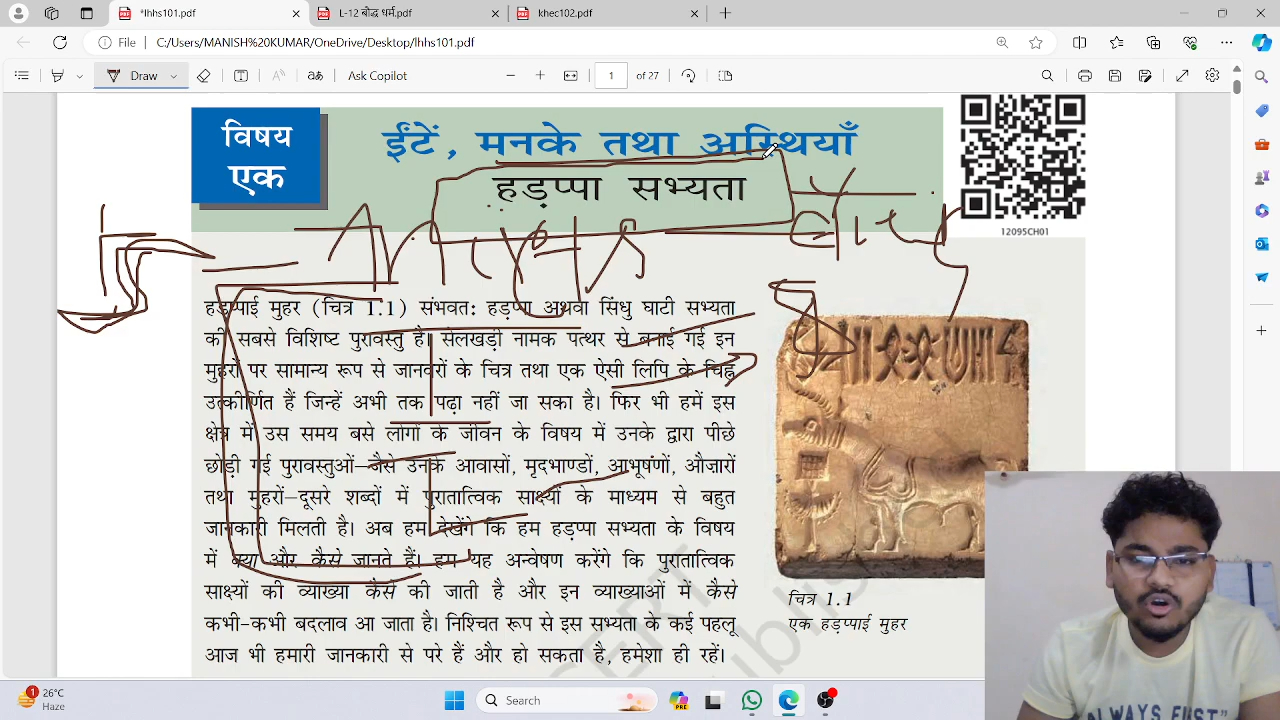 *lhhs101.pdf
L-12 बौद्ध धर्म.pdf
khec102.pdf
File C:/Users/MANISH%20KUMAR/OneDrive/Desktop/lhhs101.pdf
Draw
Ask Copilot
1 of 27
विषय
एक
ईंटें, मनके तथा अस्थियाँ
हड़प्पा सभ्यता
12095CH01
हड़प्पाई मुहर (चित्र 1.1) संभवतः हड़प्पा अथवा सिंधु घाटी सभ्यता
की सबसे विशिष्ट पुरावस्तु है। सेलखड़ी नामक पत्थर से बनाई गई इन
मुहरों पर सामान्य रूप से जानवरों के चित्र तथा एक ऐसी लिपि के चिह्न
उत्कीर्णित हैं जिन्हें अभी तक पढ़ा नहीं जा सका है। फिर भी हमें इस
क्षेत्र में उस समय बसे लोगों के जीवन के विषय में उनके द्वारा पीछे
छोड़ी गई पुरावस्तुओं–जैसे उनके आवासों, मृदभाण्डों, आभूषणों, औजारों
तथा मुहरों–दूसरे शब्दों में पुरातात्विक साक्ष्यों के माध्यम से बहुत
जानकारी मिलती है। अब हम देखेंगे कि हम हड़प्पा सभ्यता के विषय
में क्या और कैसे जानते हैं। हम यह अन्वेषण करेंगे कि पुरातात्विक
साक्ष्यों की व्याख्या कैसे की जाती है और इन व्याख्याओं में कैसे
कभी-कभी बदलाव आ जाता है। निश्चित रूप से इस सभ्यता के कई पहलू
आज भी हमारी जानकारी से परे हैं और हो सकता है, हमेशा ही रहें।
चित्र 1.1
एक हड़प्पाई मुहर
"ALWAYS
26°C
Haze
Search